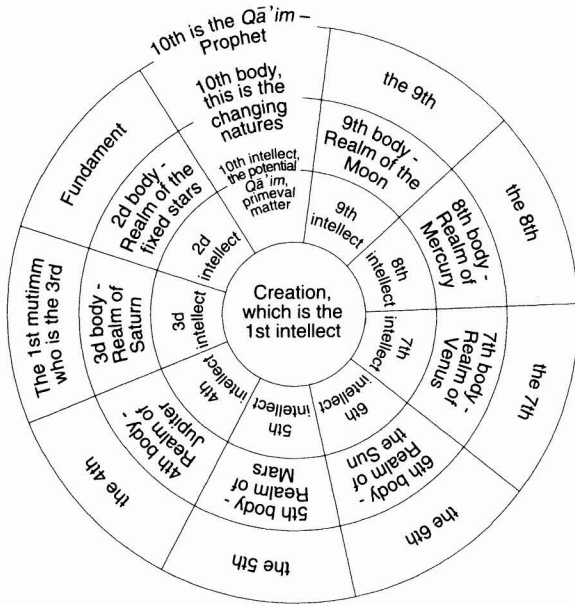 10th is the Qā'im –
Prophet
10th body,
this is the
changing
natures
10th intellect,
the potential
Qā'im,
primeval
matter
the 9th
9th body -
Realm of the
Moon
9th
intellect
the 8th
8th body -
Realm of
Mercury
8th
intellect
the 7th
7th body -
Realm of
Venus
7th
intellect
the 6th
6th body -
Realm of
the Sun
6th
intellect
the 5th
5th body -
Realm of
Mars
5th
intellect
the 4th
4th body -
Realm of
Jupiter
4th
intellect
The 1st mutimm
who is the 3rd
3d body -
Realm of
Saturn
3d
intellect
Fundament
2d body -
Realm of the
fixed stars
2d
intellect
Creation,
which is the
1st intellect